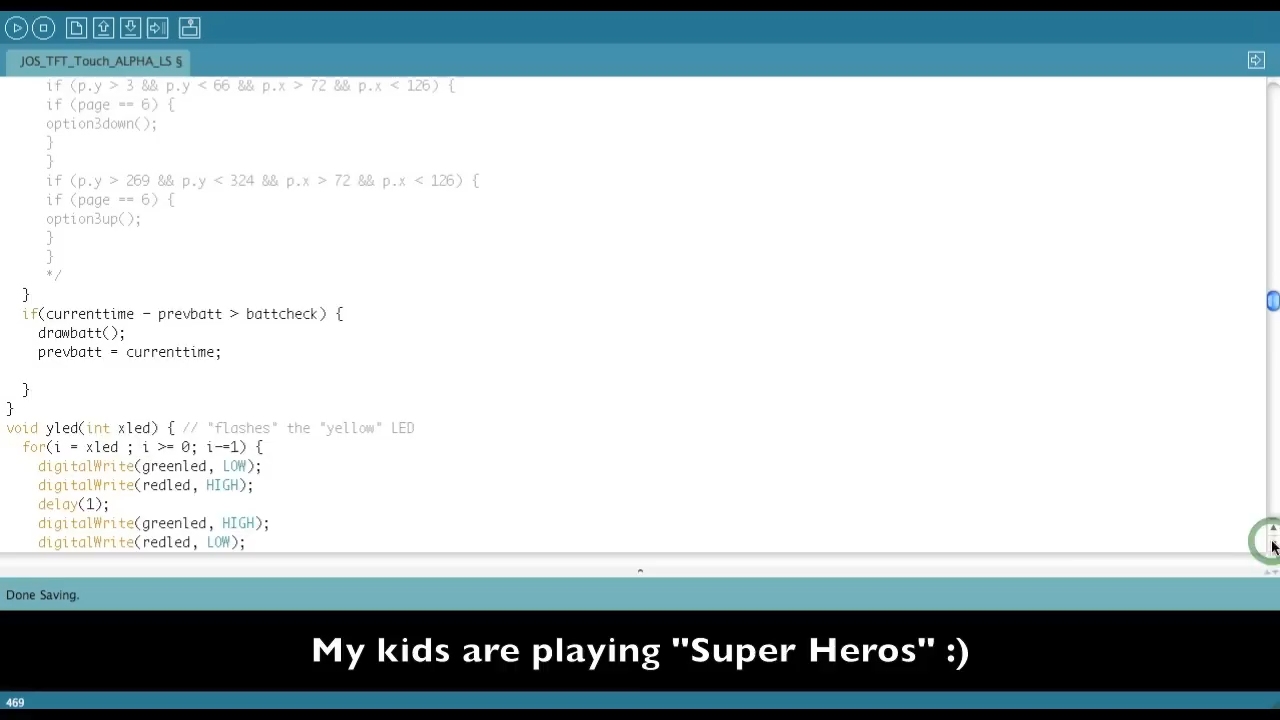 JOS_TFT_Touch_ALPHA_LS §
if (p.y > 3 && p.y < 66 && p.x > 72 && p.x < 126) {
if (page == 6) {
option3down();
}
}
if (p.y > 269 && p.y < 324 && p.x > 72 && p.x < 126) {
if (page == 6) {
option3up();
}
}
*/
}
if(currenttime - prevbatt > battcheck) {
drawbatt();
prevbatt = currenttime;
}
}
void yled(int xled) { // "flashes" the "yellow" LED
for(i = xled ; i >= 0; i-=1) {
digitalWrite(greenled, LOW);
digitalWrite(redled, HIGH);
delay(1);
digitalWrite(greenled, HIGH);
digitalWrite(redled, LOW);
Done Saving.
My kids are playing "Super Heros" :)
469